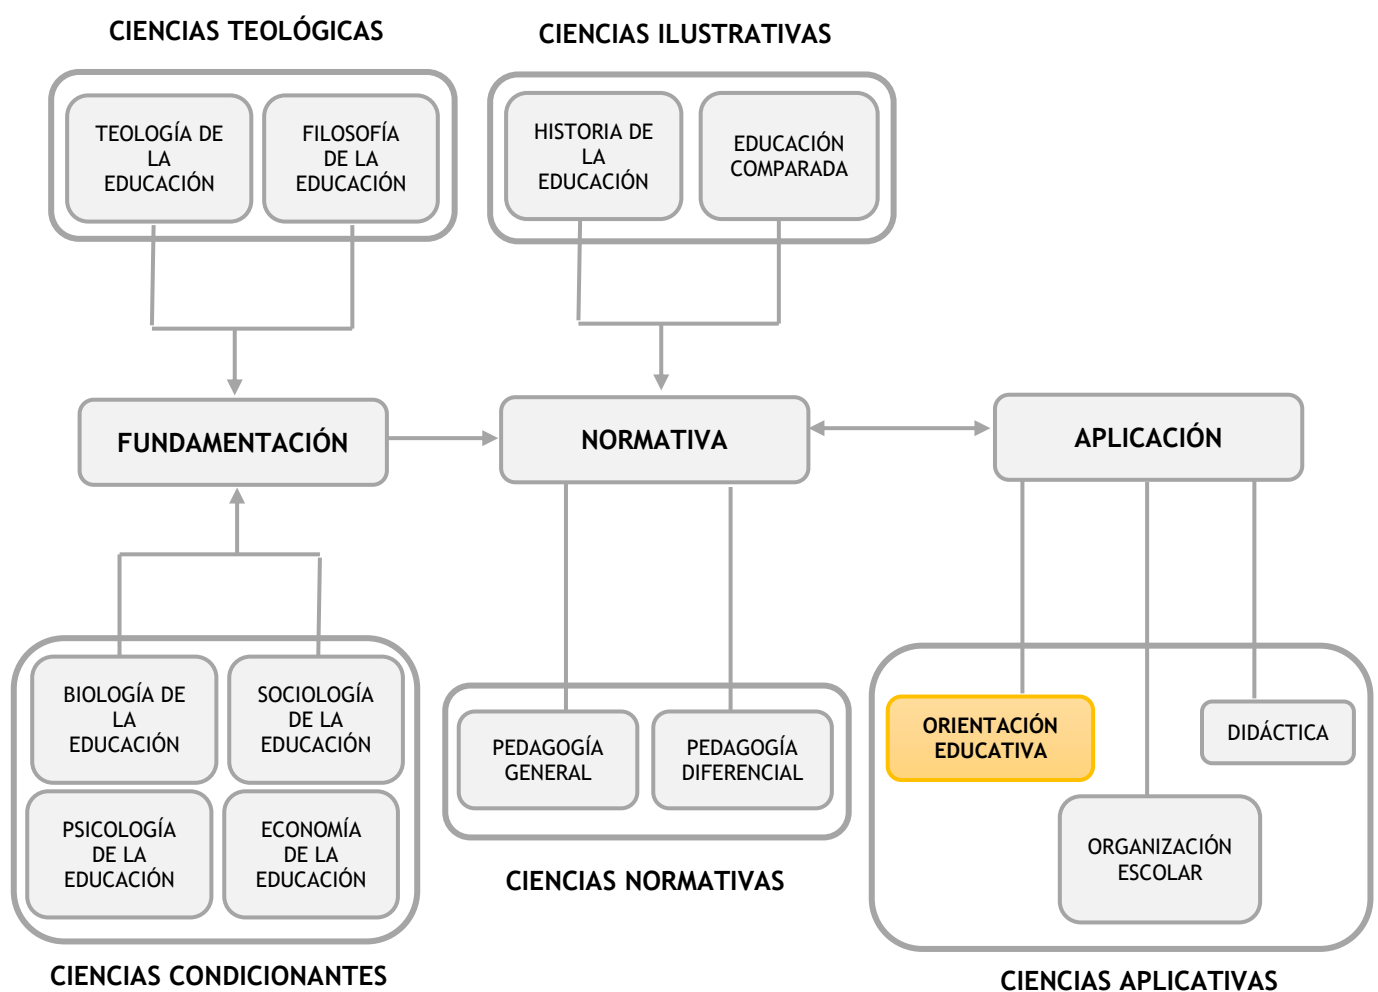 CIENCIAS TEOLÓGICAS
CIENCIAS ILUSTRATIVAS
TEOLOGÍA DE
LA
EDUCACIÓN
FILOSOFÍA
DE LA
EDUCACIÓN
HISTORIA DE
LA
EDUCACIÓN
EDUCACIÓN
COMPARADA
FUNDAMENTACIÓN
NORMATIVA
APLICACIÓN
BIOLOGÍA DE
LA
EDUCACIÓN
SOCIOLOGÍA
DE LA
EDUCACIÓN
PSICOLOGÍA
DE LA
EDUCACIÓN
ECONOMÍA
DE LA
EDUCACIÓN
PEDAGOGÍA
GENERAL
PEDAGOGÍA
DIFERENCIAL
ORIENTACIÓN
EDUCATIVA
DIDÁCTICA
ORGANIZACIÓN
ESCOLAR
CIENCIAS NORMATIVAS
CIENCIAS CONDICIONANTES
CIENCIAS APLICATIVAS